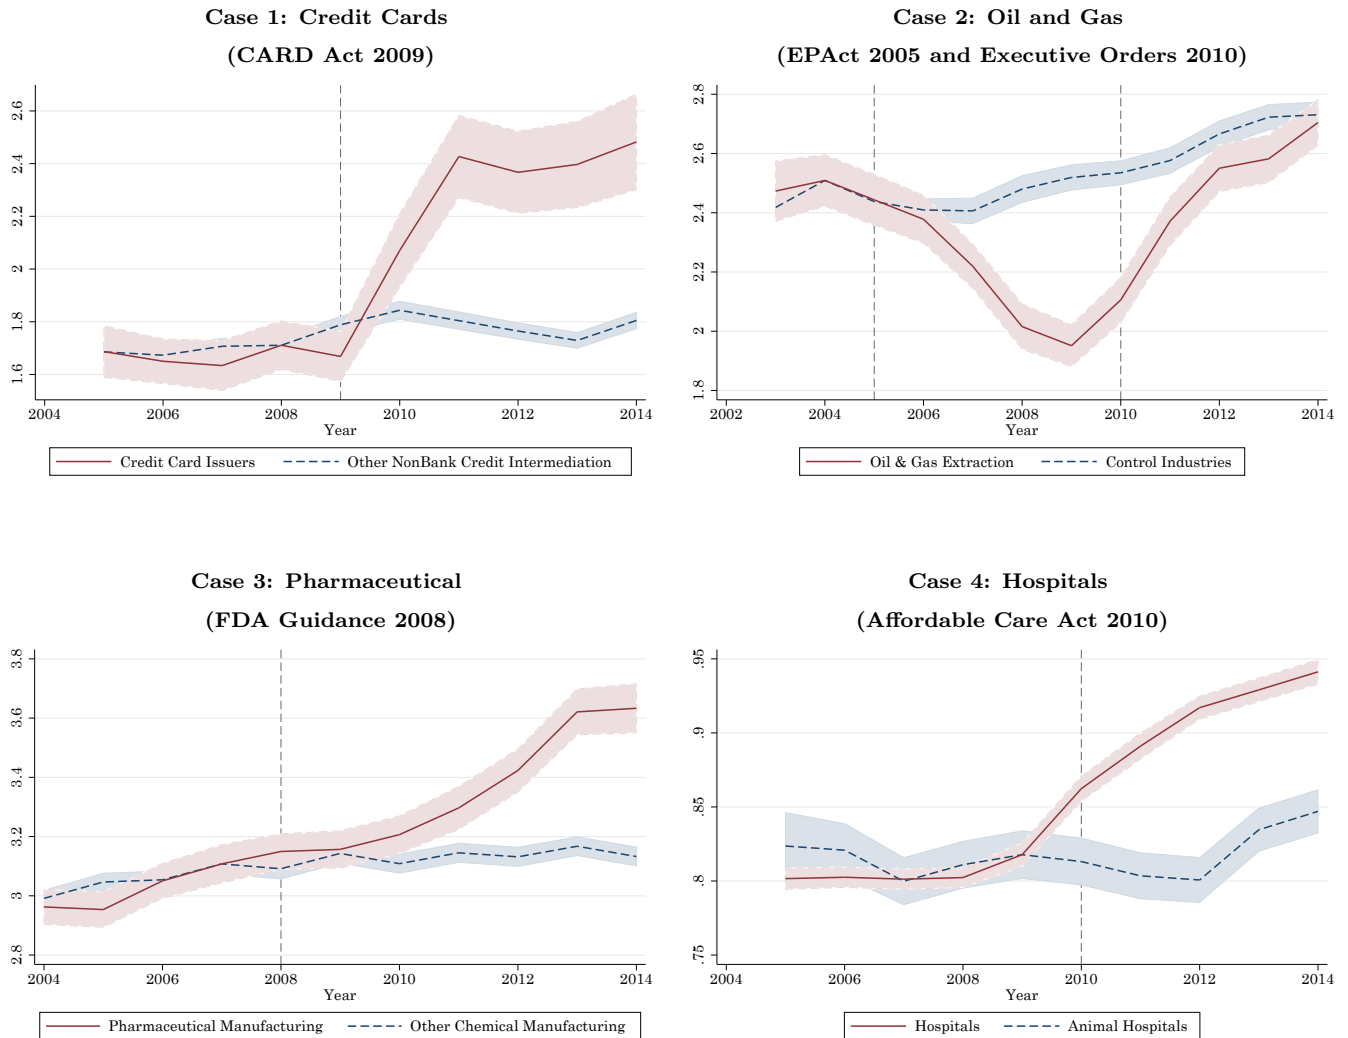 Case 1: Credit Cards
(CARD Act 2009)
2.6
2.4
2.2
2
1.8
1.6
2004 2006 2008 2010 2012 2014
Year
Credit Card Issuers Other NonBank Credit Intermediation
Case 2: Oil and Gas
(EPAct 2005 and Executive Orders 2010)
2.8
2.6
2.4
2.2
2
1.8
2002 2004 2006 2008 2010 2012 2014
Year
Oil & Gas Extraction Control Industries
Case 3: Pharmaceutical
(FDA Guidance 2008)
3.8
3.6
3.4
3.2
3
2.8
2004 2006 2008 2010 2012 2014
Year
Pharmaceutical Manufacturing Other Chemical Manufacturing
Case 4: Hospitals
(Affordable Care Act 2010)
.95
.9
.85
.8
.75
2004 2006 2008 2010 2012 2014
Year
Hospitals Animal Hospitals